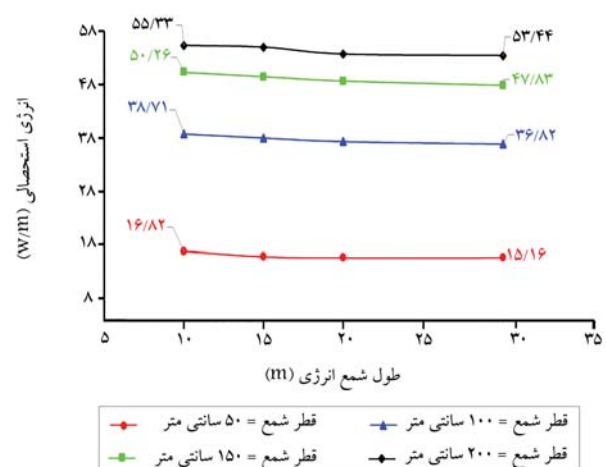 ۵۸
۴۸
۳۸
۲۸
۱۸
۸
انرژی استحصالی (W/m)
۵۵/۳۳
۵۳/۴۴
۵۰/۲۶
۴۷/۸۳
۳۸/۷۱
۳۶/۸۲
۱۶/۸۲
۱۵/۱۶
۵ ۱۰ ۱۵ ۲۰ ۲۵ ۳۰ ۳۵
طول شمع انرژی (m)
قطر شمع = ۱۰۰ سانتی متر قطر شمع = ۵۰ سانتی متر
قطر شمع = ۲۰۰ سانتی متر قطر شمع = ۱۵۰ سانتی متر